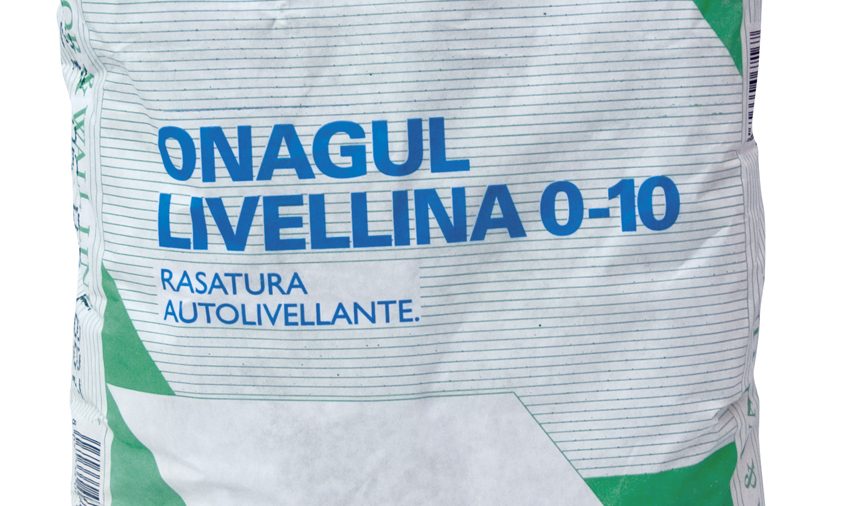 ONAGUL
LIVELLINA 0-10
RASATURA
AUTOLIVELLANTE.